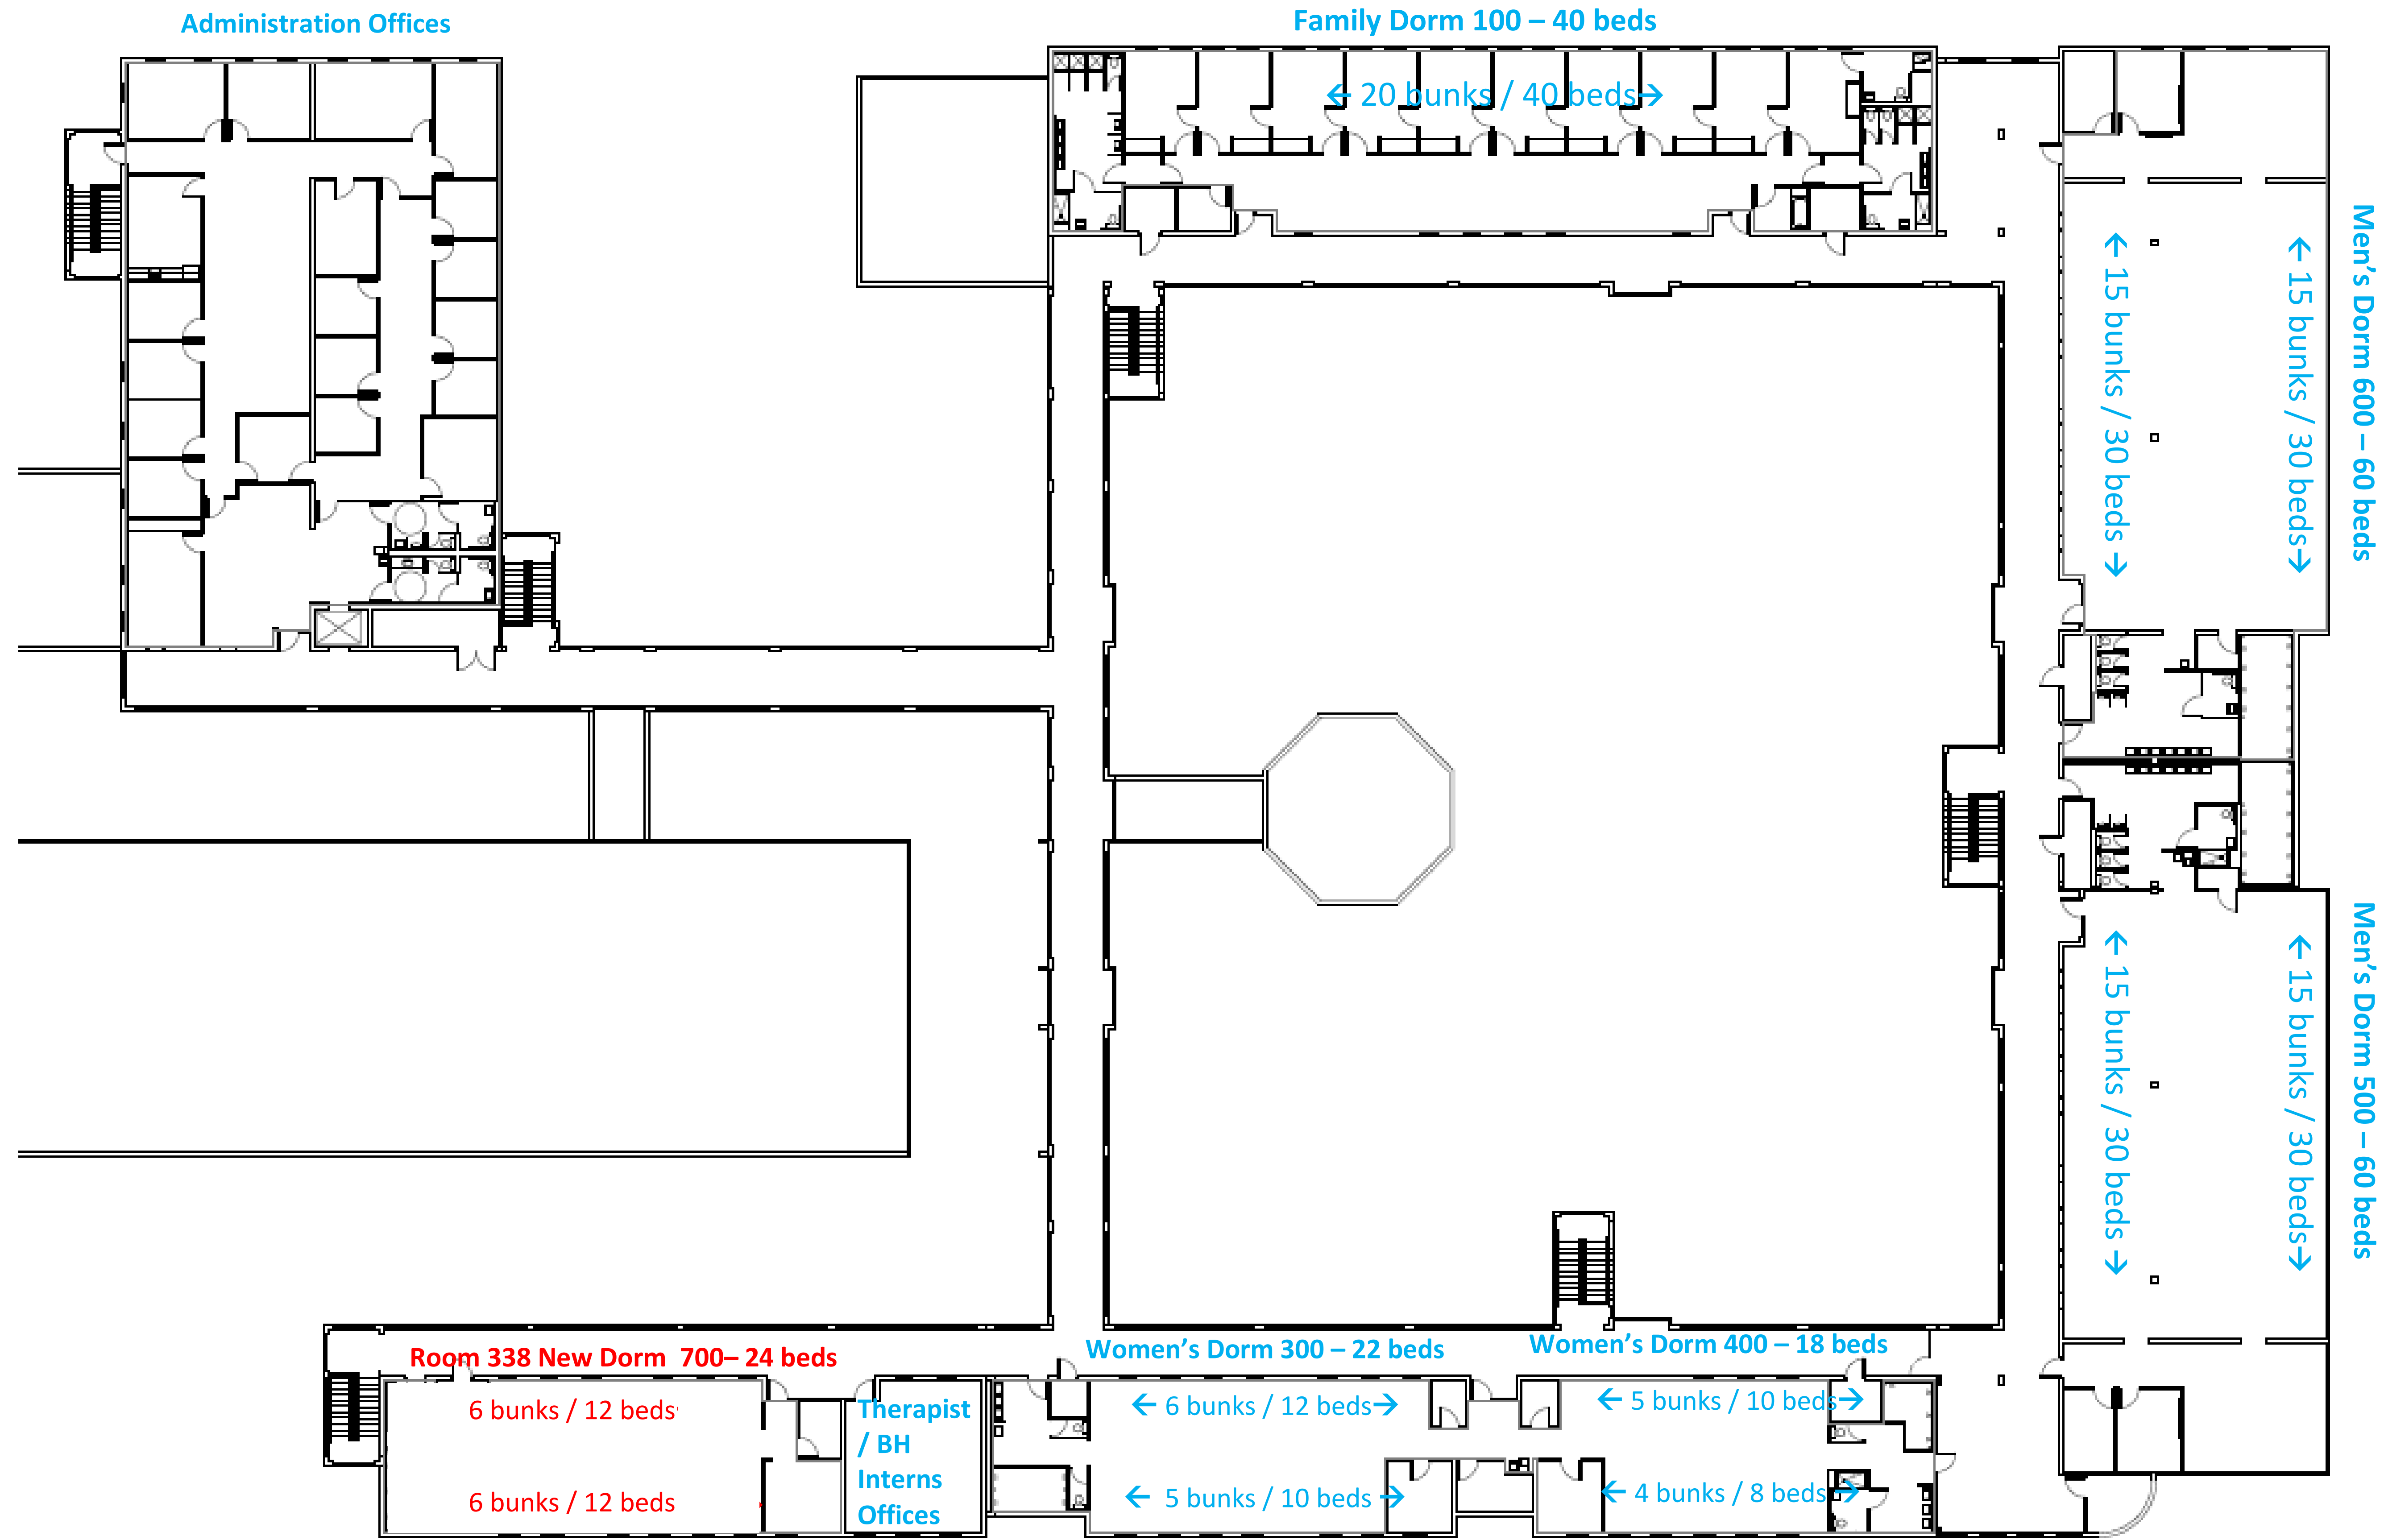 Administration Offices
Family Dorm 100 – 40 beds
← 20 bunks / 40 beds→
Men's Dorm 600 – 60 beds
← 15 bunks / 30 beds→
← 15 bunks / 30 beds →
Men's Dorm 500 – 60 beds
← 15 bunks / 30 beds→
← 15 bunks / 30 beds →
Room 338 New Dorm 700– 24 beds
6 bunks / 12 beds
6 bunks / 12 beds
Therapist
/ BH
Interns
Offices
Women's Dorm 300 – 22 beds
← 6 bunks / 12 beds→
← 5 bunks / 10 beds →
Women's Dorm 400 – 18 beds
← 5 bunks / 10 beds→
← 4 bunks / 8 beds →